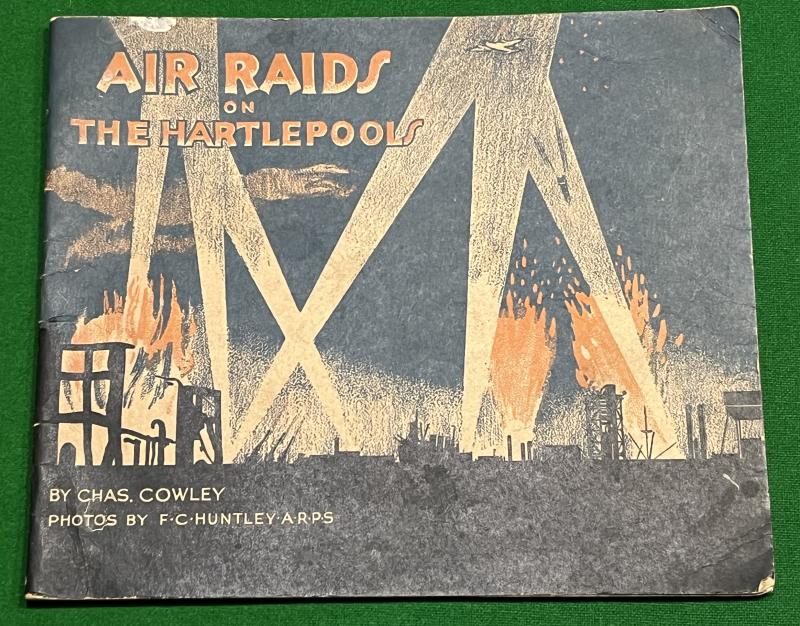 AIR RAIDS
ON
THE HARTLEPOOLS
BY CHAS. COWLEY
PHOTOS BY F·C·HUNTLEY·A·R·P·S